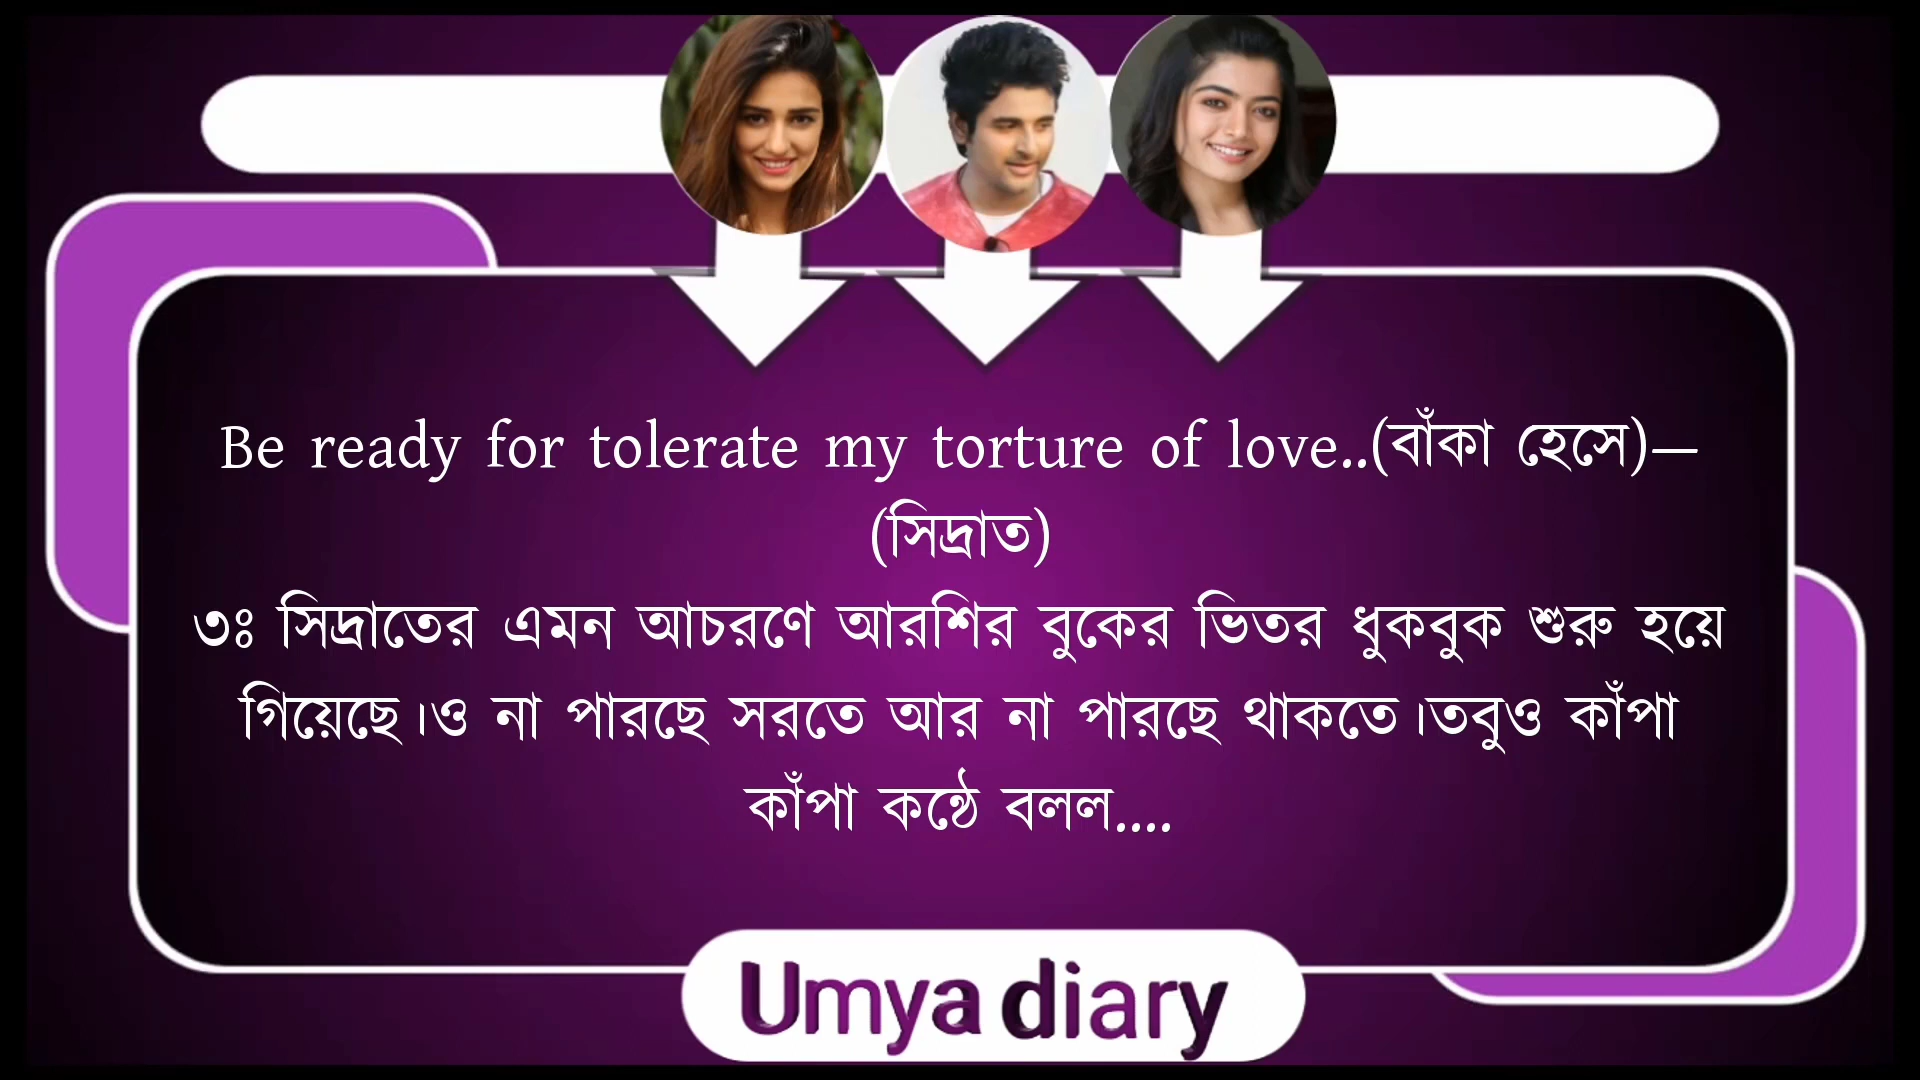 Be ready for tolerate my torture of love..(বাঁকা হেসে)—
(সিদ্রাত)
৩ঃ সিদ্রাতের এমন আচরণে আরশির বুকের ভিতর ধুকবুক শুরু হয়ে
গিয়েছে।ও না পারছে সরতে আর না পারছে থাকতে।তবুও কাঁপা
কাঁপা কন্ঠে বলল....
Umya diary